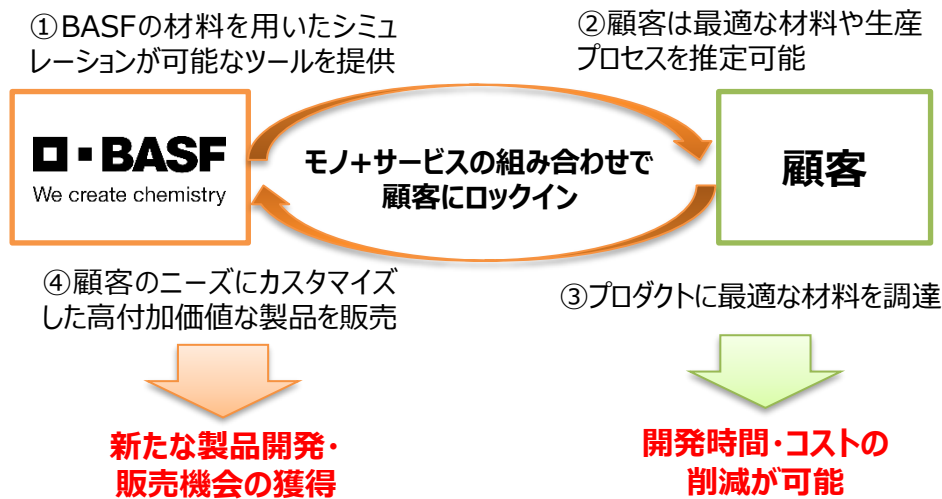 ①BASFの材料を用いたシミュ
レーションが可能なツールを提供
②顧客は最適な材料や生産
プロセスを推定可能
BASF
We create chemistry
モノ+サービスの組み合わせで
顧客にロックイン
顧客
④顧客のニーズにカスタマイズ
した高付加価値な製品を販売
③プロダクトに最適な材料を調達
新たな製品開発・
販売機会の獲得
開発時間・コストの
削減が可能